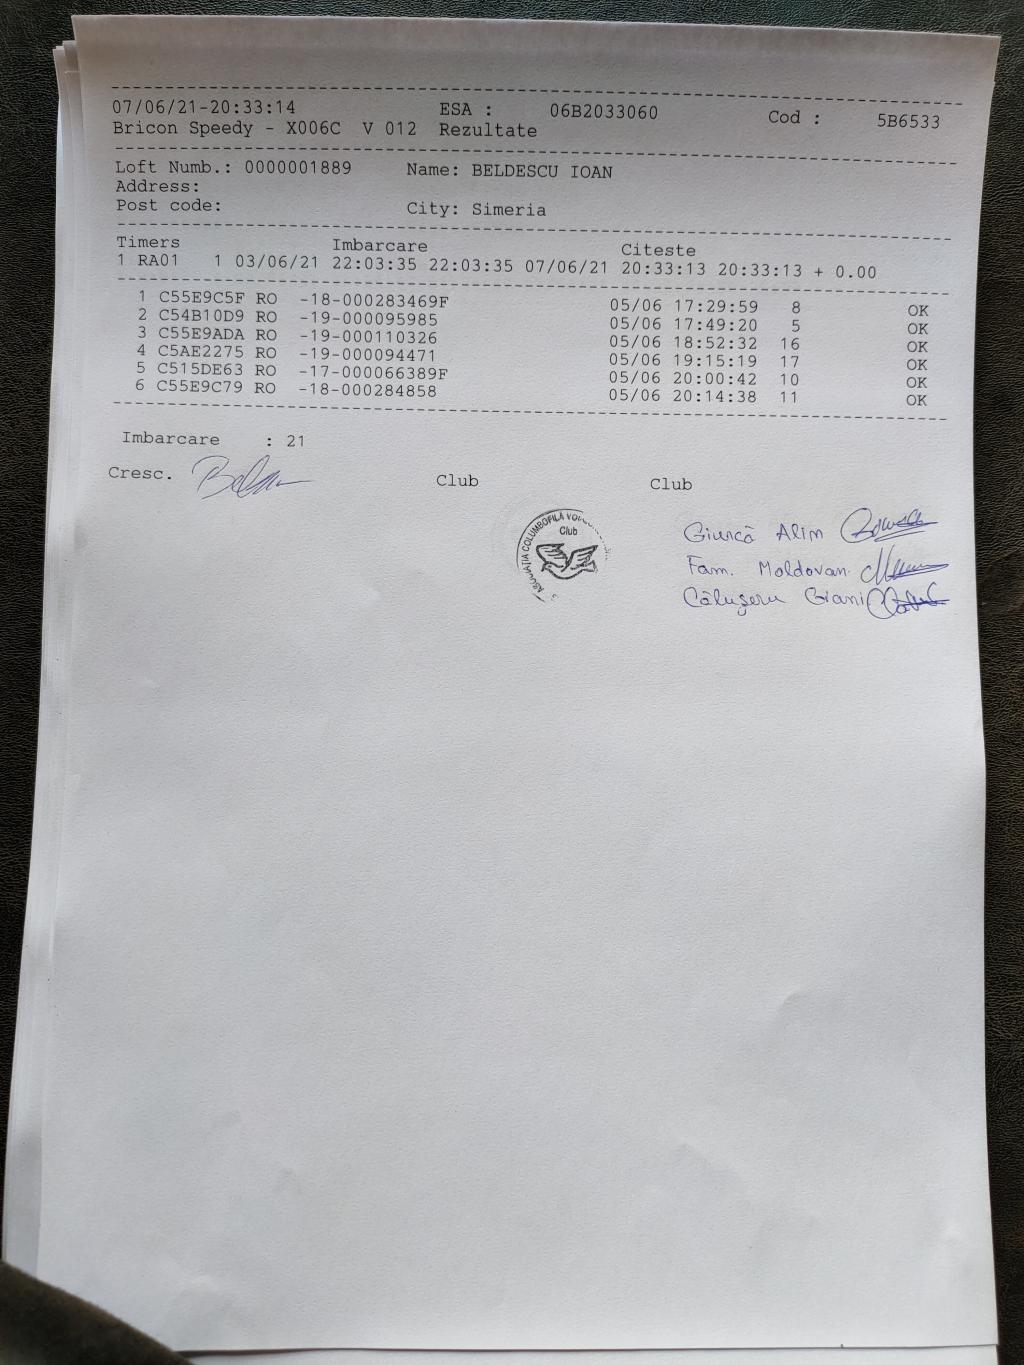 07/06/21-20:33:14 ESA : 06B2033060 Cod : 5B6533
Bricon Speedy - X006C V 012 Rezultate
Loft Numb.: 0000001889 Name: BELDESCU IOAN
Address:
Post code: City: Simeria
Timers Imbarcare Citeste
1 RA01 1 03/06/21 22:03:35 22:03:35 07/06/21 20:33:13 20:33:13 + 0.00
1 C55E9C5F RO -18-000283469F 05/06 17:29:59 8 OK
2 C54B10D9 RO -19-000095985 05/06 17:49:20 5 OK
3 C55E9ADA RO -19-000110326 05/06 18:52:32 16 OK
4 C5AE2275 RO -19-000094471 05/06 19:15:19 17 OK
5 C515DE63 RO -17-000066389F 05/06 20:00:42 10 OK
6 C55E9C79 RO -18-000284858 05/06 20:14:38 11 OK
Imbarcare : 21
Cresc. Club Club
ASOCIAȚIA COLUMBOFILĂ
Club
Giurcă Alin
Fam. Moldovan
Călușeru Giani